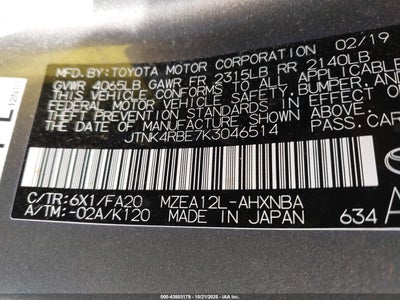 02/19
MFD.BY:TOYOTA MOTOR CORPORATION
GVWR 4065LB GAWR FR 2315LB RR 2140LB
THIS VEHICLE CONFORMS TO ALL APPLICABLE
FEDERAL MOTOR VEHICLE SAFETY, BUMPER AND
THEFT PREVENTION STANDARDS IN EFFECT ON
THE DATE OF MANUFACTURE SHOWN ABOVE.
JTNK4RBE7K3046514 PASS.CAR
C/TR:6X1/FA20 MZEA12L-AHXNBA
A/TM:-02A/K120 MADE IN JAPAN
634
000-43503179 - 10/21/2025 -